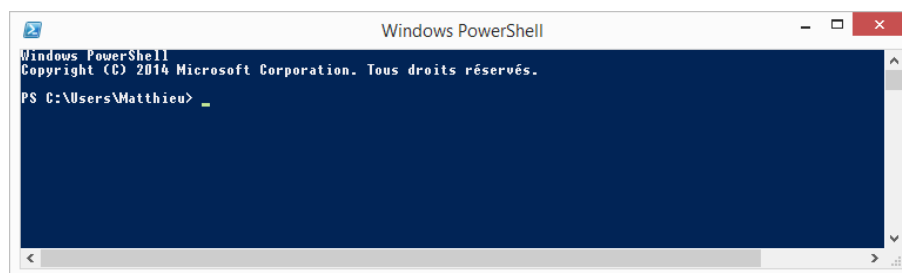 Windows PowerShell
Windows PowerShell
Copyright (C) 2014 Microsoft Corporation. Tous droits réservés.
PS C:\Users\Matthieu> _